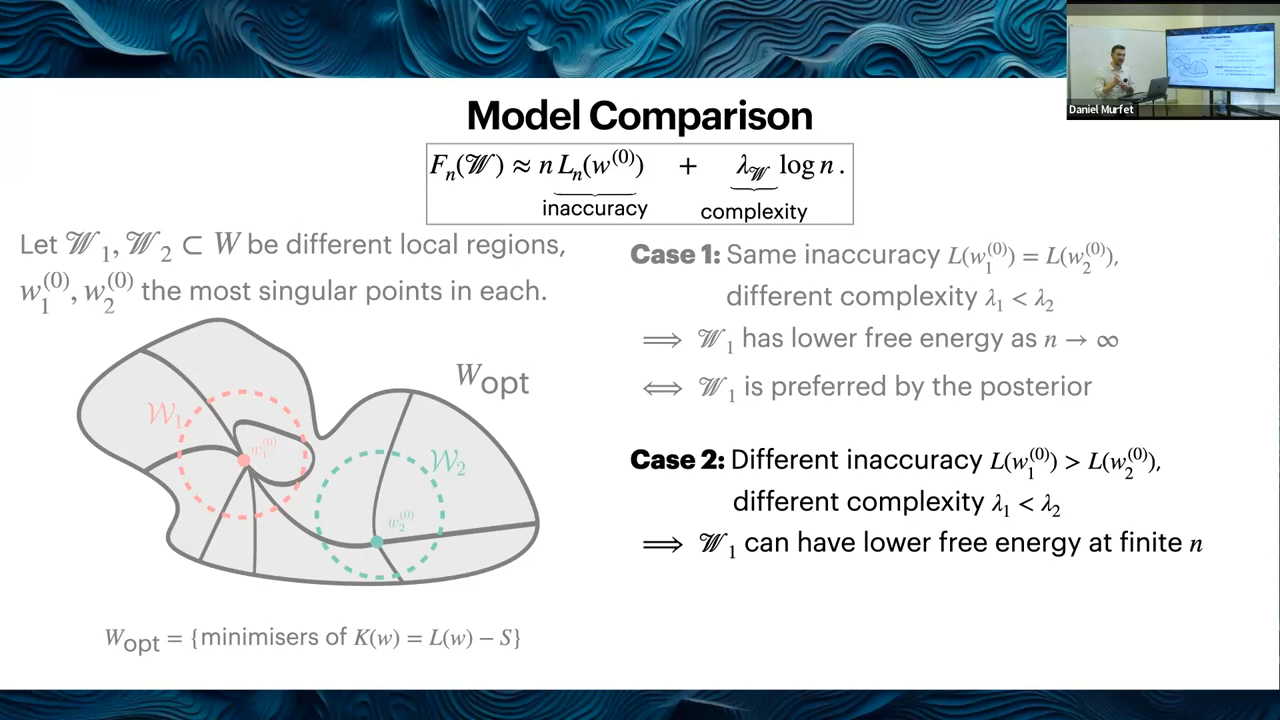 Daniel Murfet
Model Comparison
Fₙ(𝒲) ≈ n Lₙ(w⁽⁰⁾) + λ_𝒲 log n .
inaccuracy complexity
Let 𝒲₁, 𝒲₂ ⊂ W be different local regions,
w₁⁽⁰⁾, w₂⁽⁰⁾ the most singular points in each.
W_opt
𝒲₁
w₁⁽⁰⁾
𝒲₂
w₂⁽⁰⁾
W_opt = {minimisers of K(w) = L(w) − S}
Case 1: Same inaccuracy L(w₁⁽⁰⁾) = L(w₂⁽⁰⁾),
different complexity λ₁ < λ₂
⟹ 𝒲₁ has lower free energy as n → ∞
⟺ 𝒲₁ is preferred by the posterior
Case 2: Different inaccuracy L(w₁⁽⁰⁾) > L(w₂⁽⁰⁾),
different complexity λ₁ < λ₂
⟹ 𝒲₁ can have lower free energy at finite n